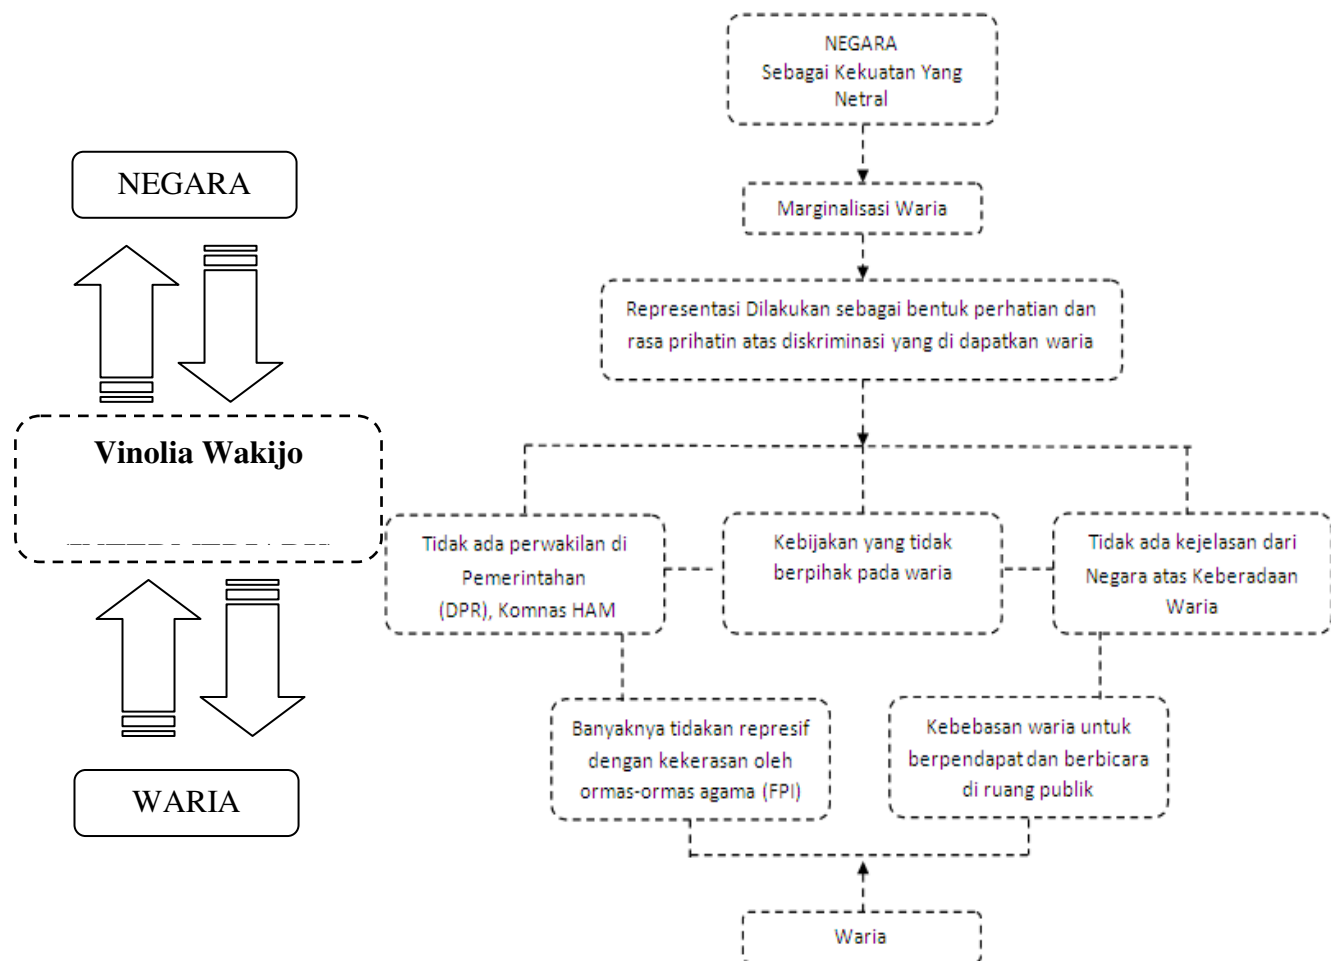 NEGARA
Vinolia Wakijo
WARIA
NEGARA
Sebagai Kekuatan Yang
Netral
Marginalisasi Waria
Representasi Dilakukan sebagai bentuk perhatian dan
rasa prihatin atas diskriminasi yang di dapatkan waria
Tidak ada perwakilan di
Pemerintahan
(DPR), Komnas HAM
Kebijakan yang tidak
berpihak pada waria
Tidak ada kejelasan dari
Negara atas Keberadaan
Waria
Banyaknya tidakan represif
dengan kekerasan oleh
ormas-ormas agama (FPI)
Kebebasan waria untuk
berpendapat dan berbicara
di ruang publik
Waria